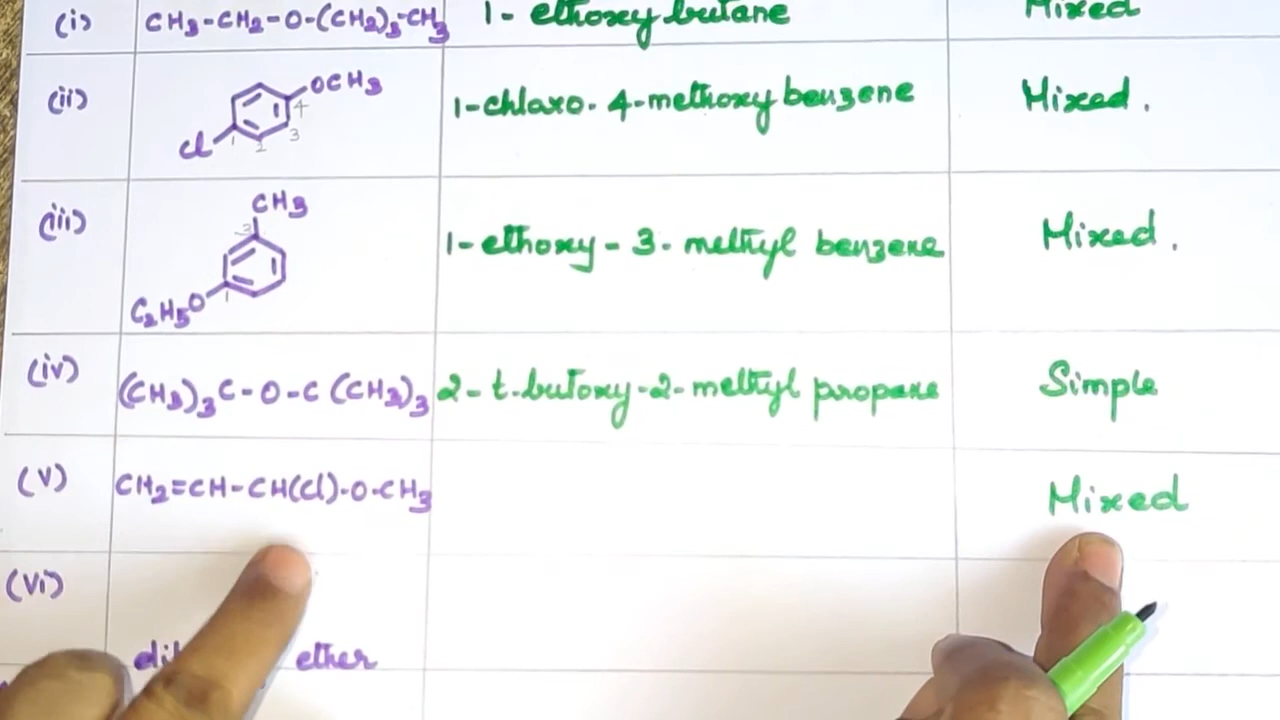 (i) CH3-CH2-O-(CH2)3-CH3 1- ethoxy butane Mixed
(ii) OCH3 Cl 1 2 3 4 1-chloro. 4-methoxy benzene Mixed.
(iii) CH3 3 1 C2H5O 1-ethoxy - 3. methyl benzene Mixed.
(iv) (CH3)3C-O-C(CH3)3 2-t.butoxy-2-methyl propane Simple
(V) CH2=CH-CH(Cl)-O-CH3 Mixed
(Vi)
ether